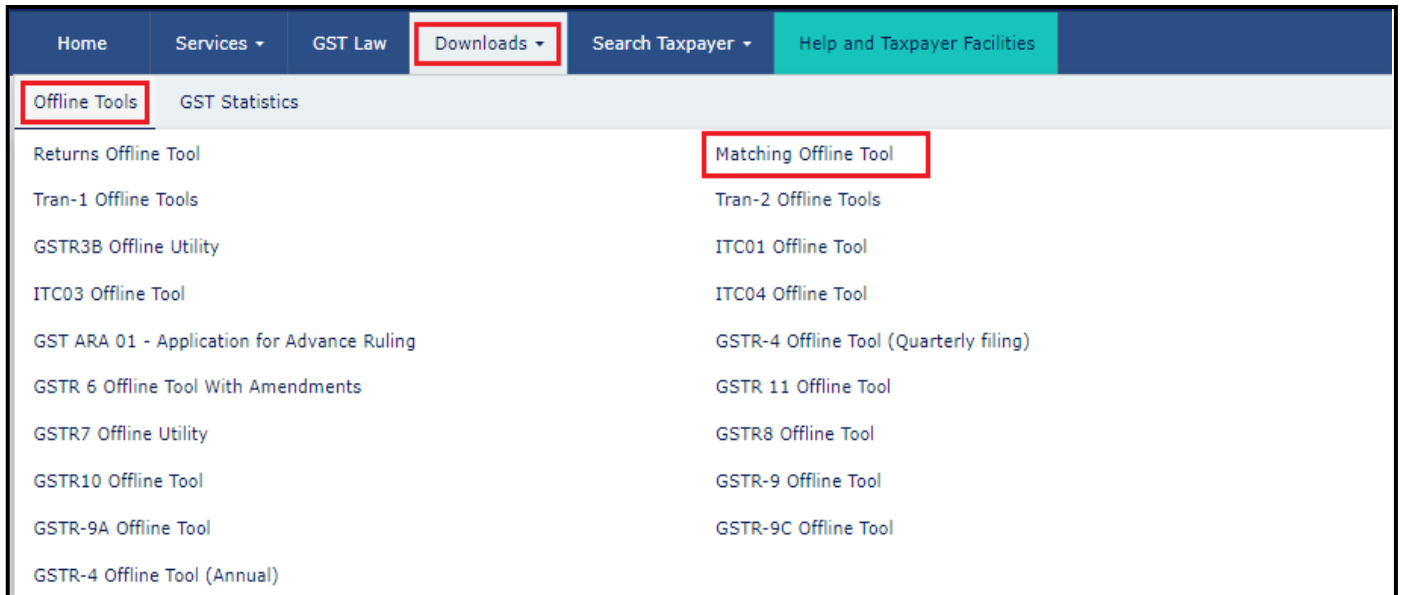 Home Services GST Law Downloads Search Taxpayer Help and Taxpayer Facilities
Offline Tools GST Statistics
Returns Offline Tool Matching Offline Tool
Tran-1 Offline Tools Tran-2 Offline Tools
GSTR3B Offline Utility ITC01 Offline Tool
ITC03 Offline Tool ITC04 Offline Tool
GST ARA 01 - Application for Advance Ruling GSTR-4 Offline Tool (Quarterly filing)
GSTR 6 Offline Tool With Amendments GSTR 11 Offline Tool
GSTR7 Offline Utility GSTR8 Offline Tool
GSTR10 Offline Tool GSTR-9 Offline Tool
GSTR-9A Offline Tool GSTR-9C Offline Tool
GSTR-4 Offline Tool (Annual)